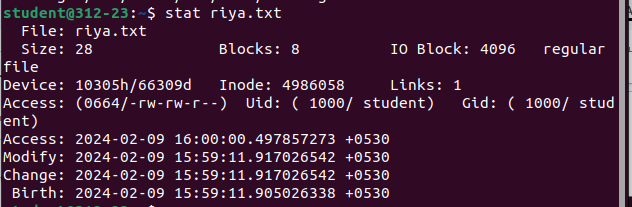 student@312-23:~$ stat riya.txt
  File: riya.txt
  Size: 28        	Blocks: 8          IO Block: 4096   regular
file
Device: 10305h/66309d	Inode: 4986058     Links: 1
Access: (0664/-rw-rw-r--)  Uid: ( 1000/ student)   Gid: ( 1000/ stud
ent)
Access: 2024-02-09 16:00:00.497857273 +0530
Modify: 2024-02-09 15:59:11.917026542 +0530
Change: 2024-02-09 15:59:11.917026542 +0530
 Birth: 2024-02-09 15:59:11.905026338 +0530